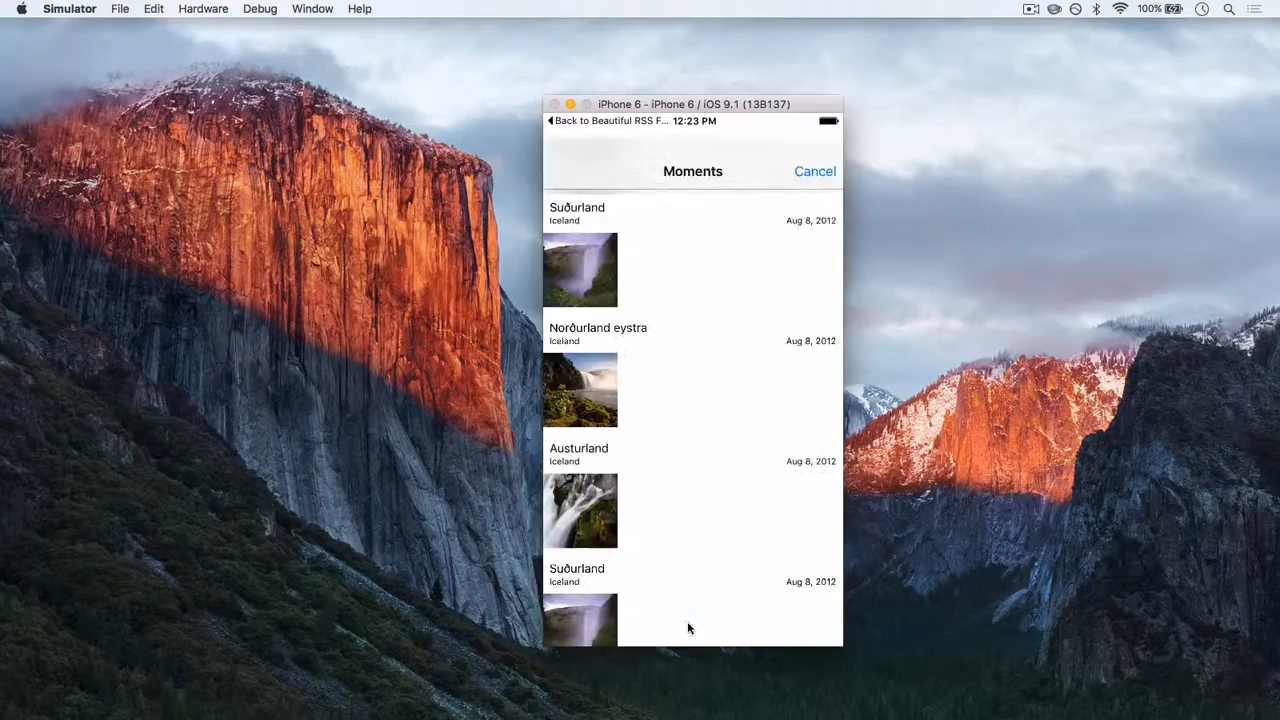 Simulator File Edit Hardware Debug Window Help 100%
iPhone 6 - iPhone 6 / iOS 9.1 (13B137)
Back to Beautiful RSS F... 12:23 PM
Moments Cancel
Suðurland
Iceland Aug 8, 2012
Norðurland eystra
Iceland Aug 8, 2012
Austurland
Iceland Aug 8, 2012
Suðurland
Iceland Aug 8, 2012